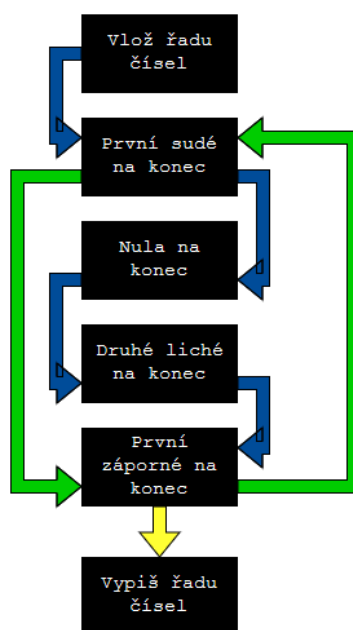 Vlož řadu
čísel
První sudé
na konec
Nula na
konec
Druhé liché
na konec
První
záporné na
konec
Vypiš řadu
čísel